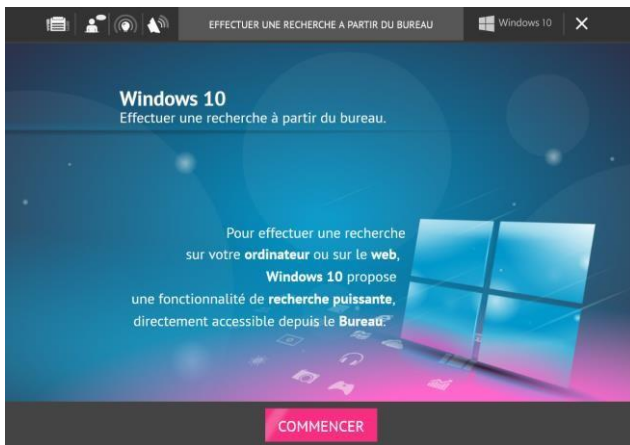 EFFECTUER UNE RECHERCHE A PARTIR DU BUREAU
Windows 10
Windows 10
Effectuer une recherche à partir du bureau.
Pour effectuer une recherche
sur votre ordinateur ou sur le web,
Windows 10 propose
une fonctionnalité de recherche puissante,
directement accessible depuis le Bureau.
COMMENCER